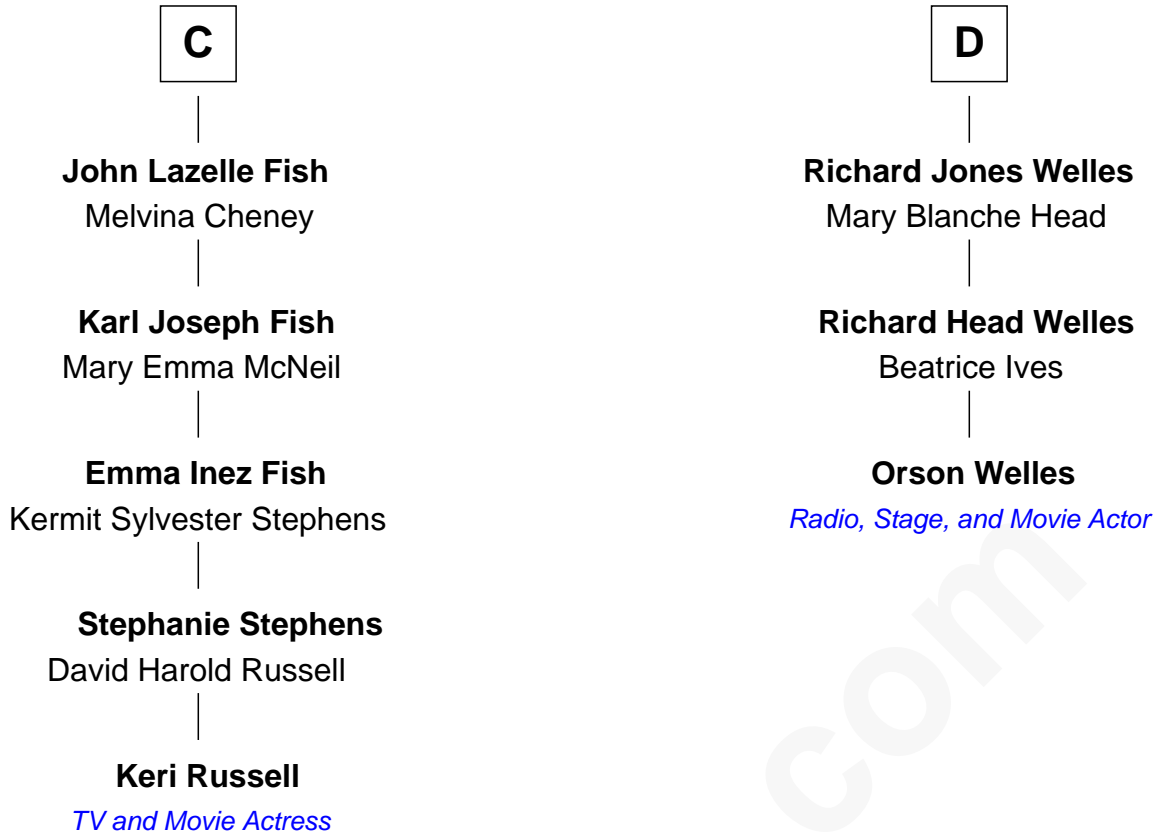 C
John Lazelle Fish
Melvina Cheney
Karl Joseph Fish
Mary Emma McNeil
Emma Inez Fish
Kermit Sylvester Stephens
Stephanie Stephens
David Harold Russell
Keri Russell
TV and Movie Actress
D
Richard Jones Welles
Mary Blanche Head
Richard Head Welles
Beatrice Ives
Orson Welles
Radio, Stage, and Movie Actor
com